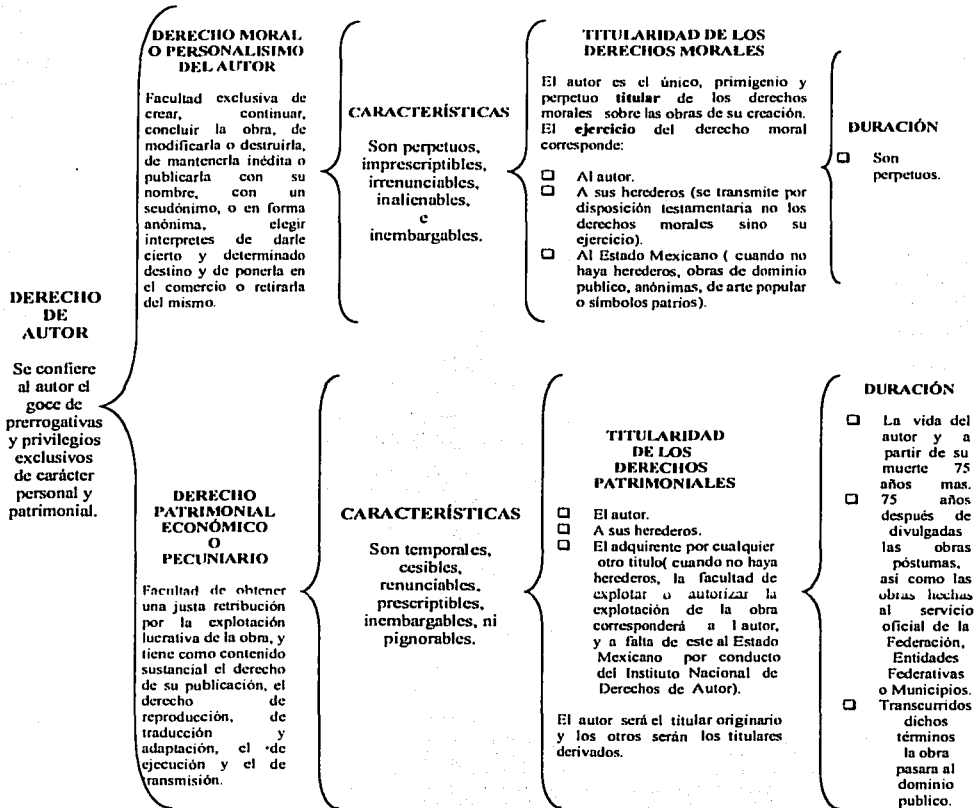 DERECHO
DE
AUTOR
Se confiere
al autor el
goce de
prerrogativas
y privilegios
exclusivos
de carácter
personal y
patrimonial.
DERECHO MORAL
O PERSONALISIMO
DEL AUTOR
Facultad exclusiva de
crear, continuar,
concluir la obra, de
modificarla o destruirla,
de mantenerla inédita o
publicarla con su
nombre, con un
seudónimo, o en forma
anónima, elegir
interpretes de darle
cierto y determinado
destino y de ponerla en
el comercio o retirarla
del mismo.
CARACTERÍSTICAS
Son perpetuos,
imprescriptibles,
irrenunciables,
inalienables,
e
inembargables.
TITULARIDAD DE LOS
DERECHOS MORALES
El autor es el único, primigenio y
perpetuo titular de los derechos
morales sobre las obras de su creación.
El ejercicio del derecho moral
corresponde:
Al autor.
A sus herederos (se transmite por
disposición testamentaria no los
derechos morales sino su
ejercicio).
Al Estado Mexicano ( cuando no
haya herederos, obras de dominio
publico, anónimas, de arte popular
o símbolos patrios).
DURACIÓN
Son
perpetuos.
DERECHO
PATRIMONIAL
ECONÓMICO
O
PECUNIARIO
Facultad de obtener
una justa retribución
por la explotación
lucrativa de la obra, y
tiene como contenido
sustancial el derecho
de su publicación, el
derecho de
reproducción, de
traducción y
adaptación, el de
ejecución y el de
transmisión.
CARACTERÍSTICAS
Son temporales,
cesibles,
renunciables,
prescriptibles,
inembargables, ni
pignorables.
TITULARIDAD
DE LOS
DERECHOS
PATRIMONIALES
El autor.
A sus herederos.
El adquirente por cualquier
otro titulo( cuando no haya
herederos, la facultad de
explotar o autorizar la
explotación de la obra
corresponderá a l autor,
y a falta de este al Estado
Mexicano por conducto
del Instituto Nacional de
Derechos de Autor).
El autor será el titular originario
y los otros serán los titulares
derivados.
DURACIÓN
La vida del
autor y a
partir de su
muerte 75
años mas.
75 años
después de
divulgadas
las obras
póstumas,
así como las
obras hechas
al servicio
oficial de la
Federación,
Entidades
Federativas
o Municipios.
Transcurridos
dichos
términos
la obra
pasara al
dominio
publico.